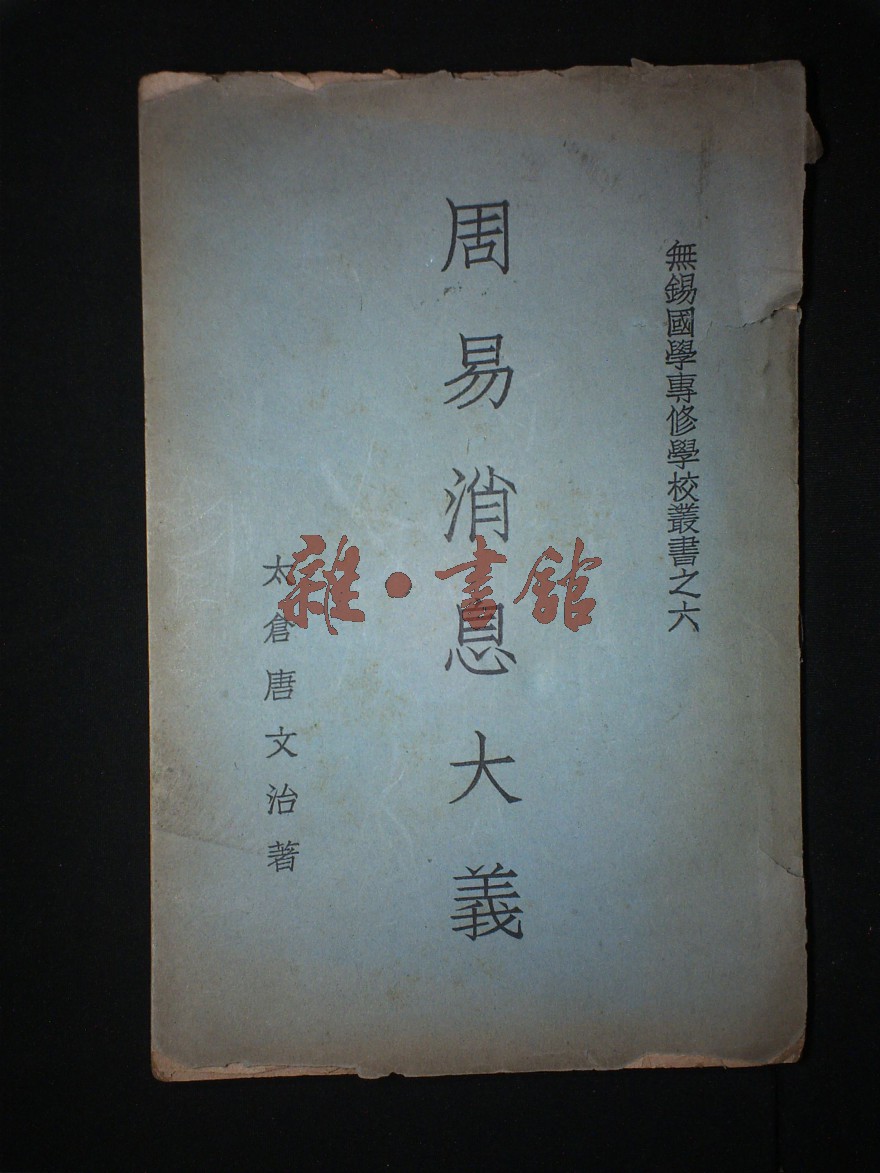 無錫國學專修學校叢書之六
周易消息大義
太倉唐文治著
雜·書館